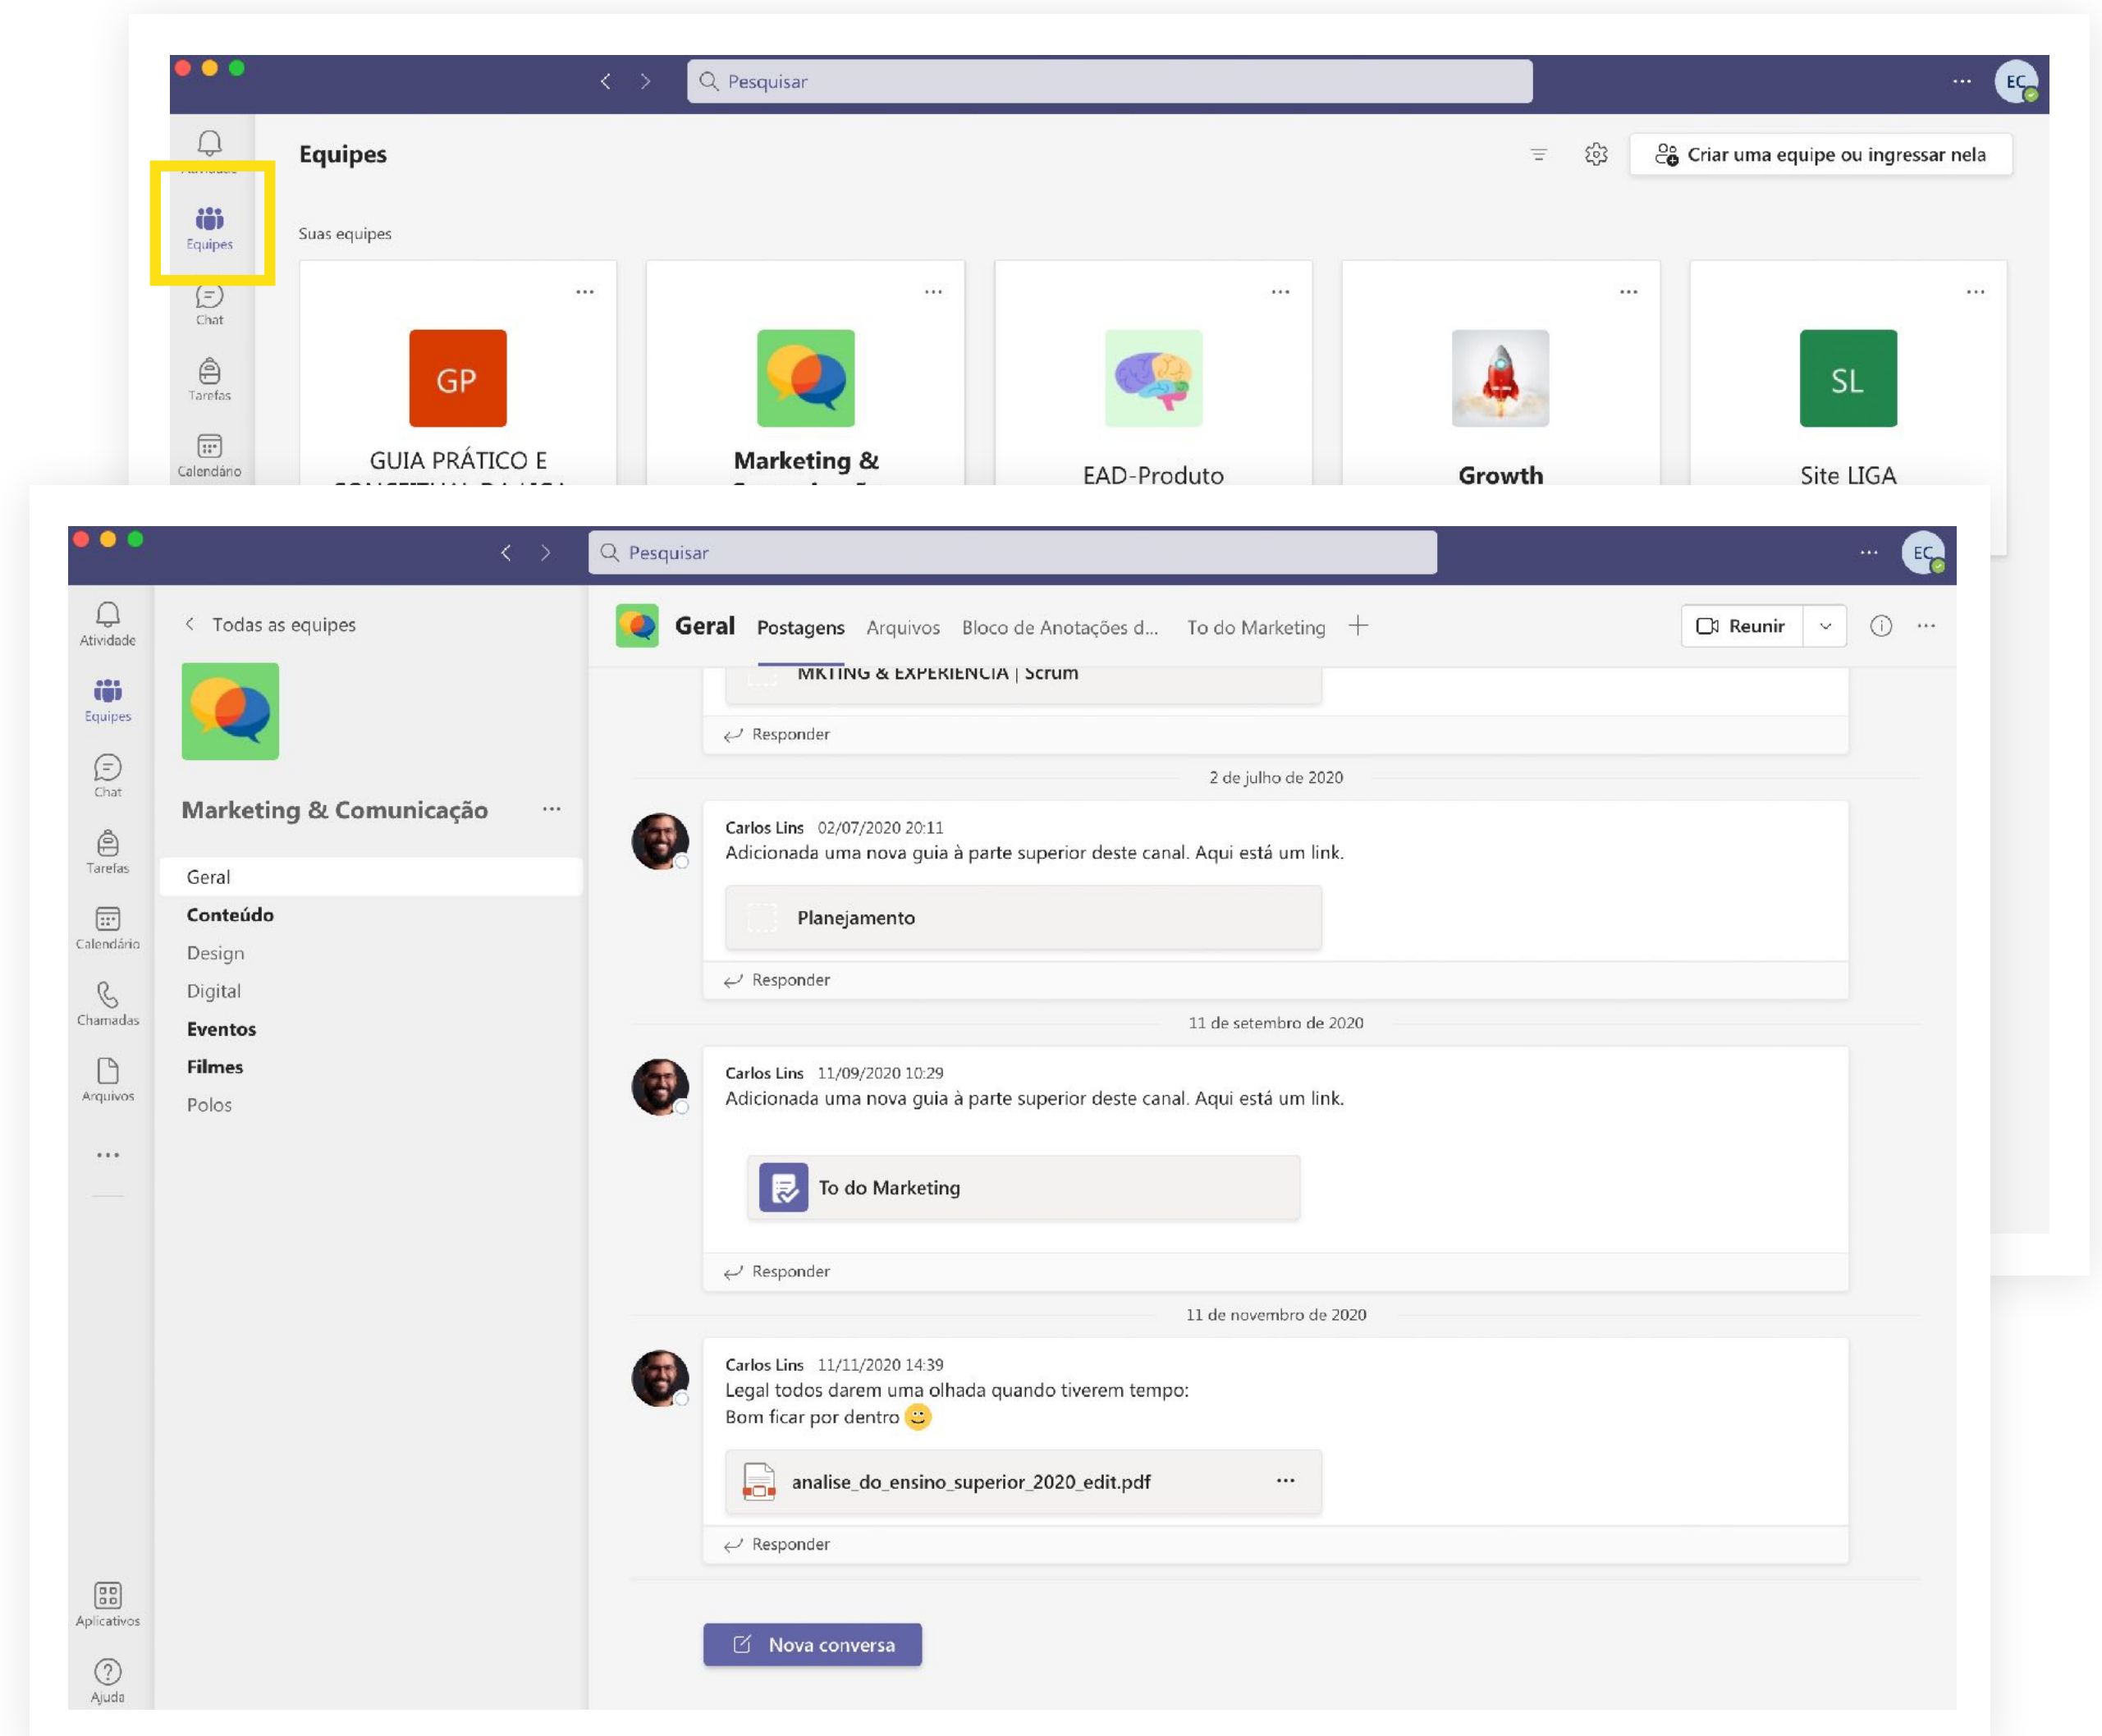 Pesquisar
EC
Equipes
Criar uma equipe ou ingressar nela
Equipes
Suas equipes
Chat
Tarefas
Calendário
GP
GUIA PRÁTICO E
Marketing &
EAD-Produto
Growth
SL
Site LIGA
Pesquisar
EC
Atividade
Equipes
Chat
Tarefas
Calendário
Chamadas
Arquivos
Aplicativos
Ajuda
Todas as equipes
Marketing & Comunicação
Geral
Conteúdo
Design
Digital
Eventos
Filmes
Polos
Geral Postagens Arquivos Bloco de Anotações d... To do Marketing
Reunir
MKTING & EXPERIENCIA | Scrum
Responder
2 de julho de 2020
Carlos Lins 02/07/2020 20:11
Adicionada uma nova guia à parte superior deste canal. Aqui está um link.
Planejamento
Responder
11 de setembro de 2020
Carlos Lins 11/09/2020 10:29
Adicionada uma nova guia à parte superior deste canal. Aqui está um link.
To do Marketing
Responder
11 de novembro de 2020
Carlos Lins 11/11/2020 14:39
Legal todos darem uma olhada quando tiverem tempo:
Bom ficar por dentro
analise_do_ensino_superior_2020_edit.pdf
Responder
Nova conversa